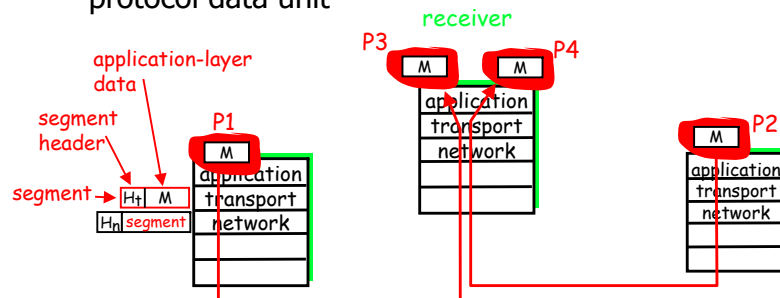 protocol data unit
receiver
P3
P4
M
M
application
transport
network
application-layer
data
segment
header
P1
M
segment
Ht M
Hn segment
application
transport
network
P2
M
application
transport
network